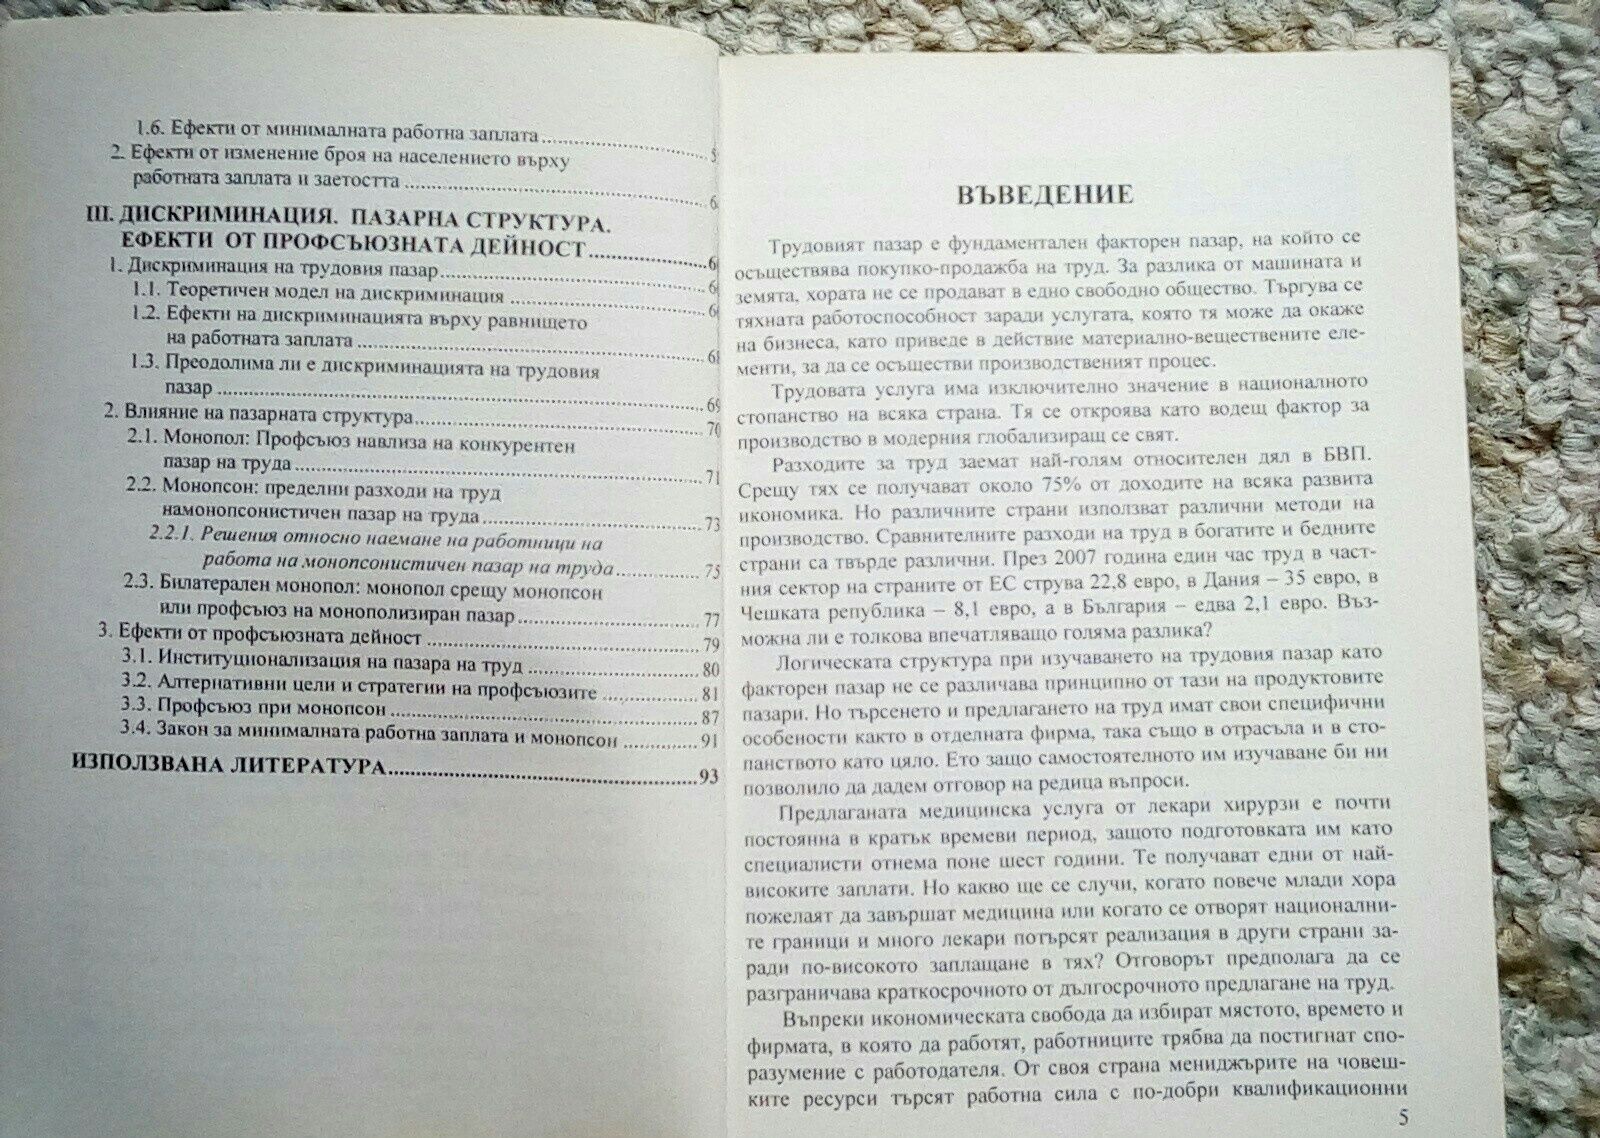 1.6. Ефекти от минималната работна заплата
2. Ефекти от изменение броя на населението върху
работната заплата и заетостта
III. ДИСКРИМИНАЦИЯ. ПАЗАРНА СТРУКТУРА.
ЕФЕКТИ ОТ ПРОФСЪЮЗНАТА ДЕЙНОСТ
1. Дискриминация на трудовия пазар
1.1. Теоретичен модел на дискриминация
1.2. Ефекти на дискриминацията върху равнището
на работната заплата 68
1.3. Преодолима ли е дискриминацията на трудовия
пазар 69
2. Влияние на пазарната структура 70
2.1. Монопол: Профсъюз навлиза на конкурентен
пазар на труда 71
2.2. Монопсон: пределни разходи на труд
намонопсонистичен пазар на труда 73
2.2.1. Решения относно наемане на работници на
работа на монопсонистичен пазар на труда 75
2.3. Билатерален монопол: монопол срещу монопсон
или профсъюз на монополизиран пазар 77
3. Ефекти от профсъюзната дейност 79
3.1. Институционализация на пазара на труд 80
3.2. Алтернативни цели и стратегии на профсъюзите 81
3.3. Профсъюз при монопсон 87
3.4. Закон за минималната работна заплата и монопсон 91
ИЗПОЛЗВАНА ЛИТЕРАТУРА 93
ВЪВЕДЕНИЕ
Трудовият пазар е фундаментален факторен пазар, на който се
осъществява покупко-продажба на труд. За разлика от машината и
земята, хората не се продават в едно свободно общество. Търгува се
тяхната работоспособност заради услугата, която тя може да окаже
на бизнеса, като приведе в действие материално-веществените еле-
менти, за да се осъществи производственият процес.
Трудовата услуга има изключително значение в националното
стопанство на всяка страна. Тя се откроява като водещ фактор за
производство в модерния глобализиращ се свят.
Разходите за труд заемат най-голям относителен дял в БВП.
Срещу тях се получават около 75% от доходите на всяка развита
икономика. Но различните страни използват различни методи на
производство. Сравнителните разходи на труд в богатите и бедните
страни са твърде различни. През 2007 година един час труд в част-
ния сектор на страните от ЕС струва 22,8 евро, в Дания – 35 евро, в
Чешката република – 8,1 евро, а в България – едва 2,1 евро. Въз-
можна ли е толкова впечатляващо голяма разлика?
Логическата структура при изучаването на трудовия пазар като
факторен пазар не се различава принципно от тази на продуктовите
пазари. Но търсенето и предлагането на труд имат свои специфични
особености както в отделната фирма, така също в отрасъла и в сто-
панството като цяло. Ето защо самостоятелното им изучаване би ни
позволило да дадем отговор на редица въпроси.
Предлаганата медицинска услуга от лекари хирурзи е почти
постоянна в кратък времеви период, защото подготовката им като
специалисти отнема поне шест години. Те получават едни от най-
високите заплати. Но какво ще се случи, когато повече млади хора
пожелаят да завършат медицина или когато се отворят национални-
те граници и много лекари потърсят реализация в други страни за-
ради по-високото заплащане в тях? Отговорът предполага да се
разграничава краткосрочното от дългосрочното предлагане на труд.
Въпреки икономическата свобода да избират мястото, времето и
фирмата, в която да работят, работниците трябва да постигнат спо-
разумение с работодателя. От своя страна мениджърите на човеш-
ките ресурси търсят работна сила с по-добри квалификационни
5